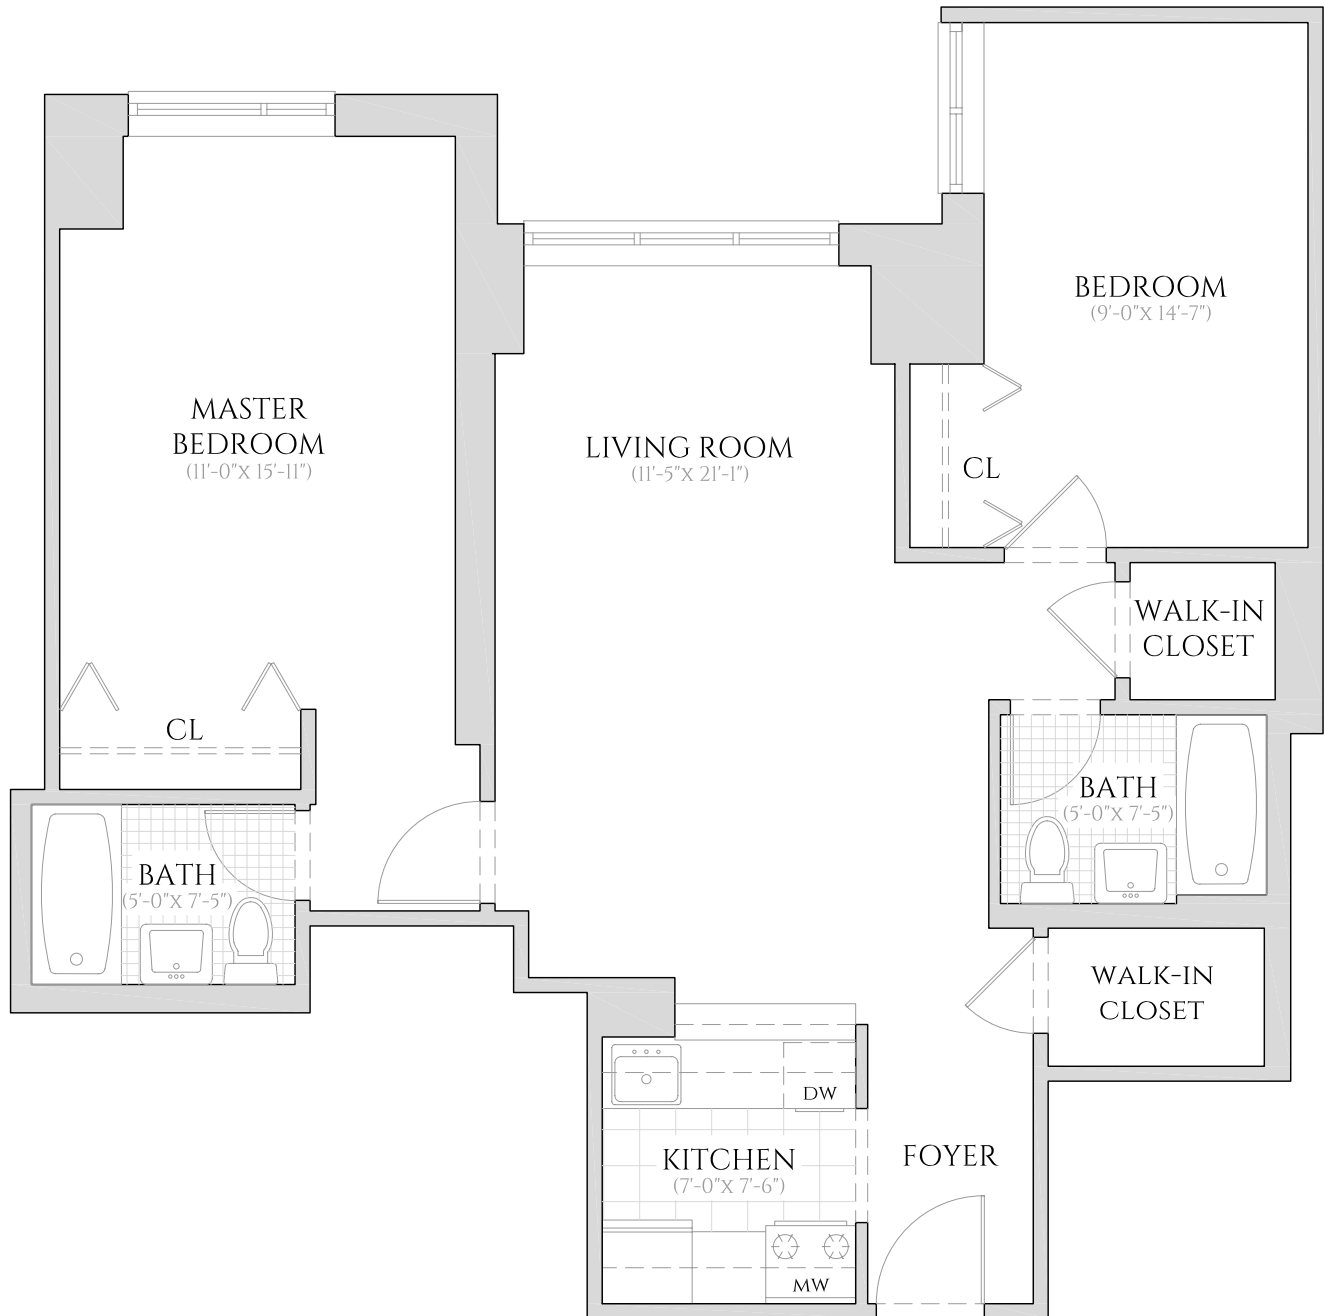 BEDROOM
(9'-0"X 14'-7")
MASTER
BEDROOM
(11'-0"X 15'-11")
LIVING ROOM
(11'-5"X 21'-1")
CL
WALK-IN
CLOSET
CL
BATH
(5'-0"X 7'-5")
BATH
(5'-0"X 7'-5")
WALK-IN
CLOSET
DW
KITCHEN
(7'-0"X 7'-6")
FOYER
MW